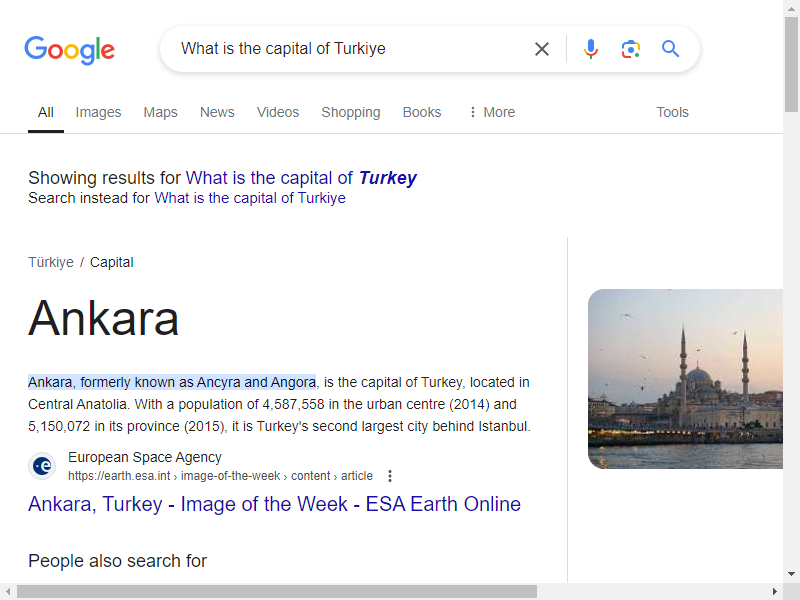 Google
What is the capital of Turkiye
All Images Maps News Videos Shopping Books More Tools
Showing results for What is the capital of Turkey
Search instead for What is the capital of Turkiye
Türkiye / Capital
Ankara
Ankara, formerly known as Ancyra and Angora, is the capital of Turkey, located in
Central Anatolia. With a population of 4,587,558 in the urban centre (2014) and
5,150,072 in its province (2015), it is Turkey's second largest city behind Istanbul.
European Space Agency
https://earth.esa.int › image-of-the-week › content › article
Ankara, Turkey - Image of the Week - ESA Earth Online
People also search for